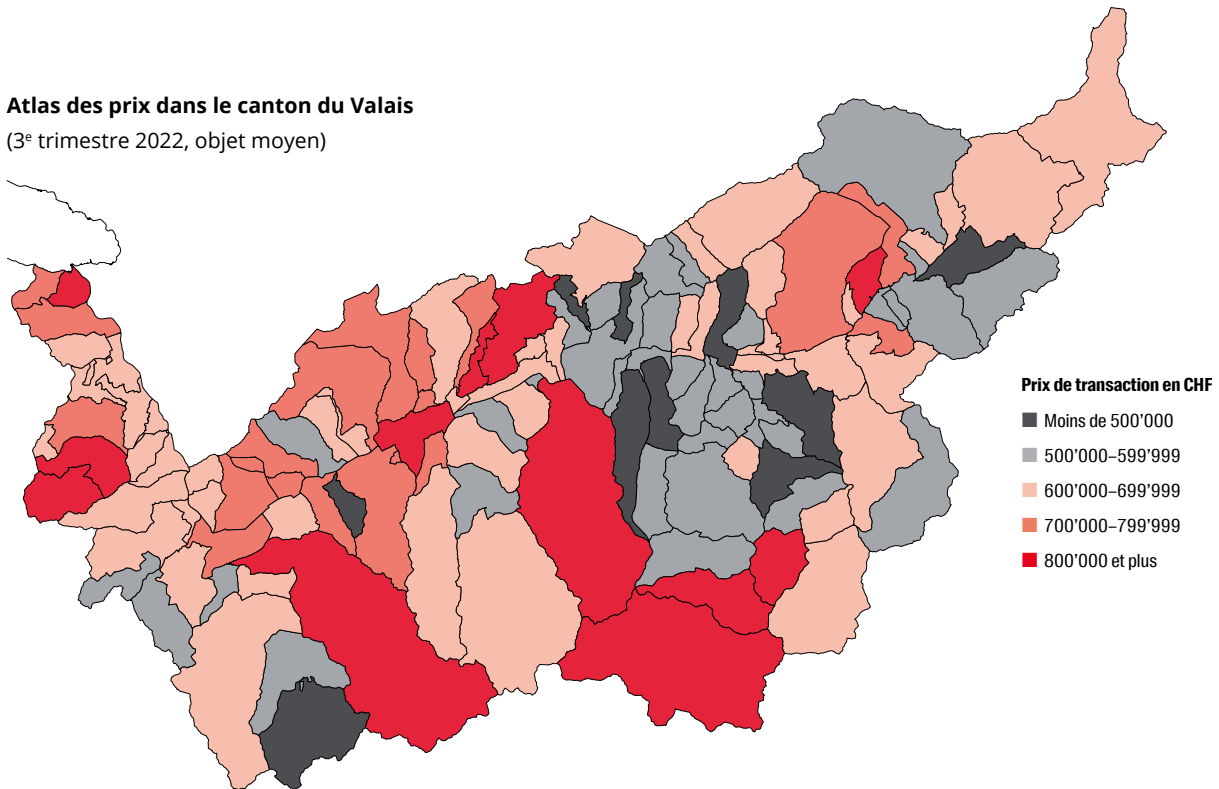 Atlas des prix dans le canton du Valais
(3e trimestre 2022, objet moyen)
Prix de transaction en CHF
Moins de 500’000
500’000–599’999
600’000–699’999
700’000–799’999
800’000 et plus